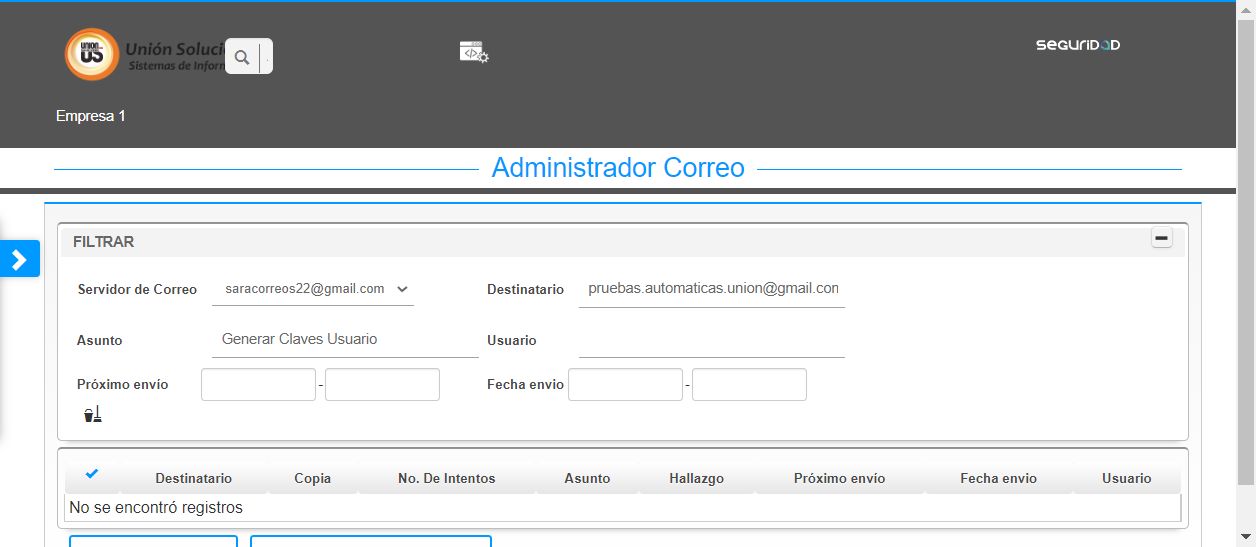 UNION
US
Unión Soluci
Sistemas de Inforn
SEGURIDAD
Empresa 1
Administrador Correo
FILTRAR
Servidor de Correo saracorreos22@gmail.com Destinatario pruebas.automaticas.union@gmail.con
Asunto Generar Claves Usuario Usuario
Próximo envío - Fecha envio -
Destinatario Copia No. De Intentos Asunto Hallazgo Próximo envío Fecha envio Usuario
No se encontró registros